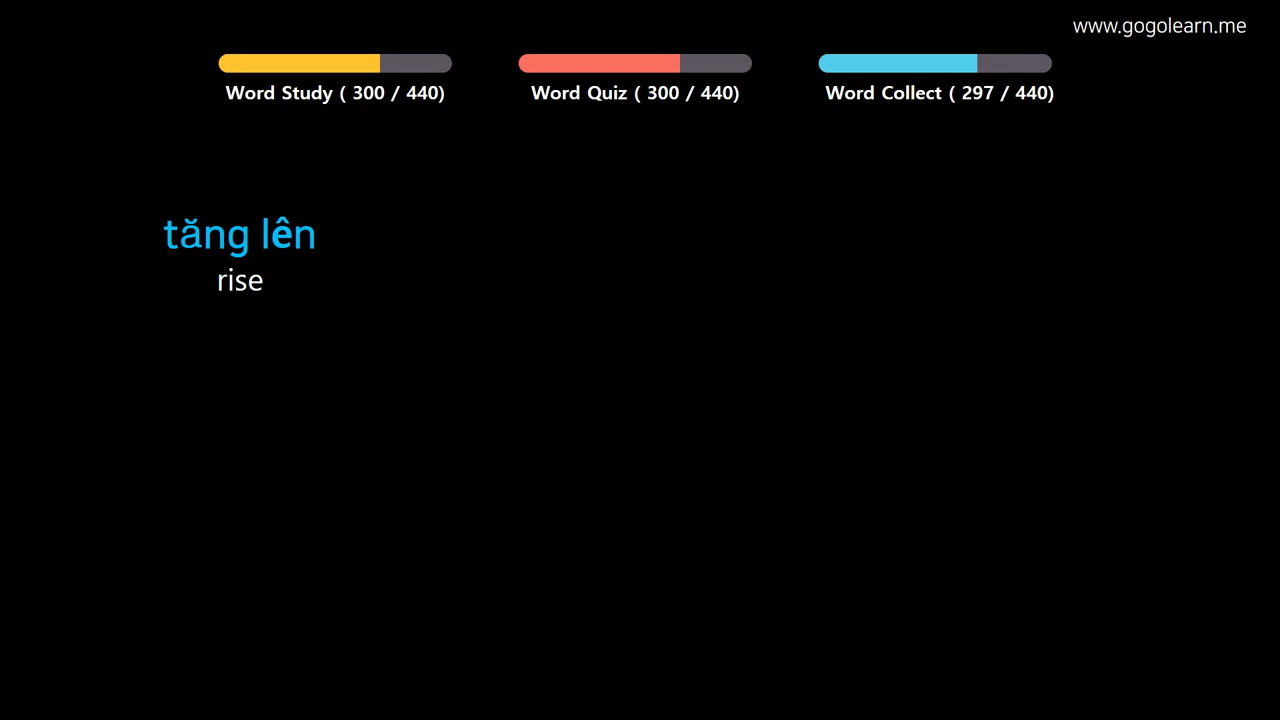 www.gogolearn.me
Word Study ( 300 / 440)
Word Quiz ( 300 / 440)
Word Collect ( 297 / 440)
tăng lên
rise